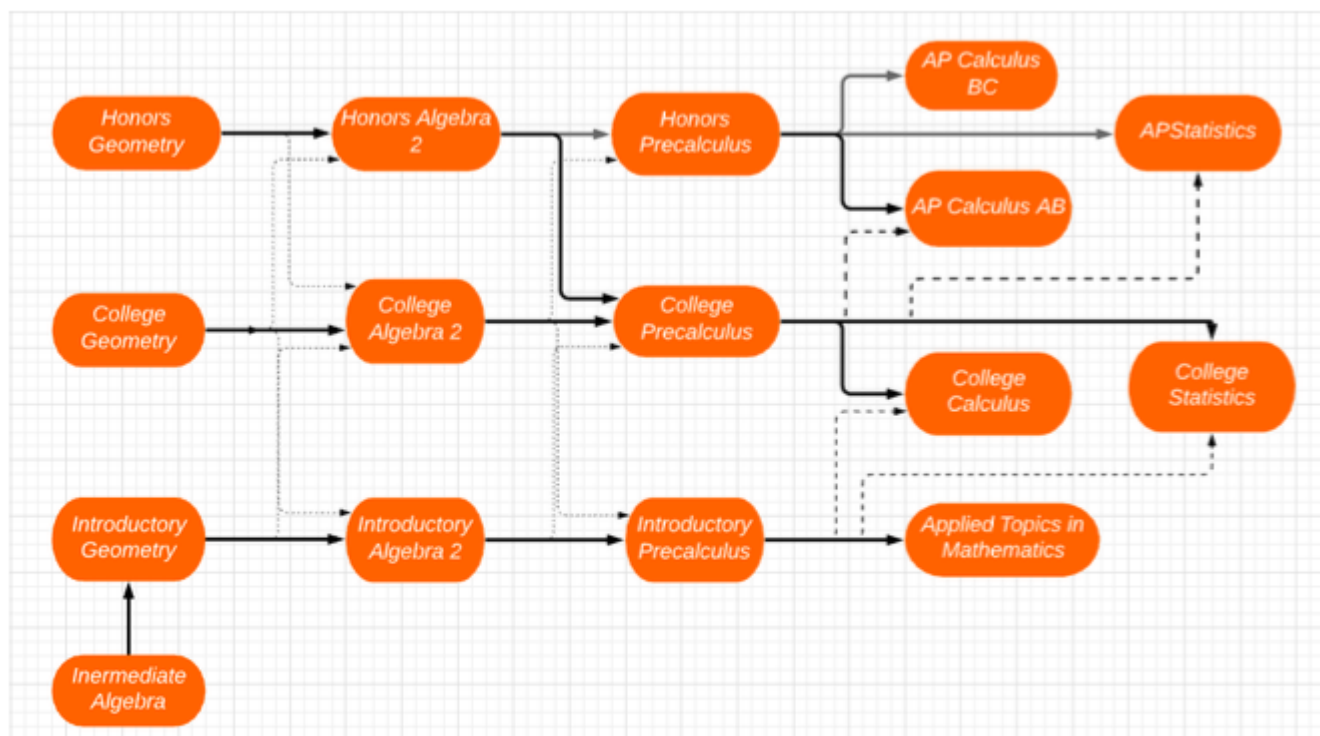 AP Calculus
BC
Honors
Geometry
Honors Algebra
2
Honors
Precalculus
APStatistics
AP Calculus AB
College
Geometry
College
Algebra 2
College
Precalculus
College
Calculus
College
Statistics
Introductory
Geometry
Introductory
Algebra 2
Introductory
Precalculus
Applied Topics in
Mathematics
Inermediate
Algebra